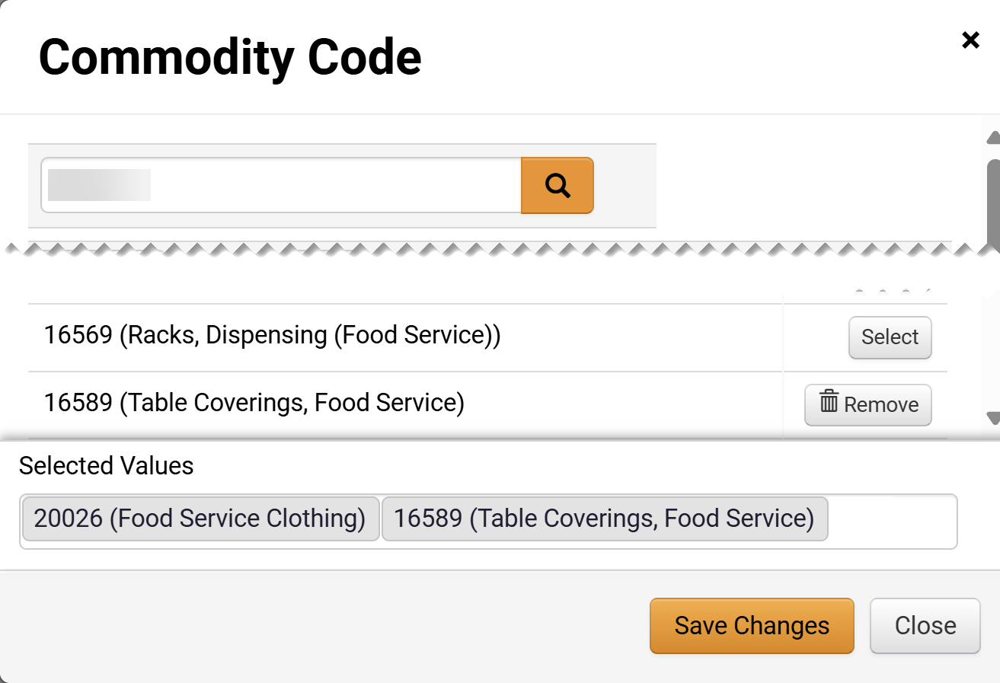 Commodity Code
16569 (Racks, Dispensing (Food Service))
Select
16589 (Table Coverings, Food Service)
Remove
Selected Values
20026 (Food Service Clothing) 16589 (Table Coverings, Food Service)
Save Changes Close